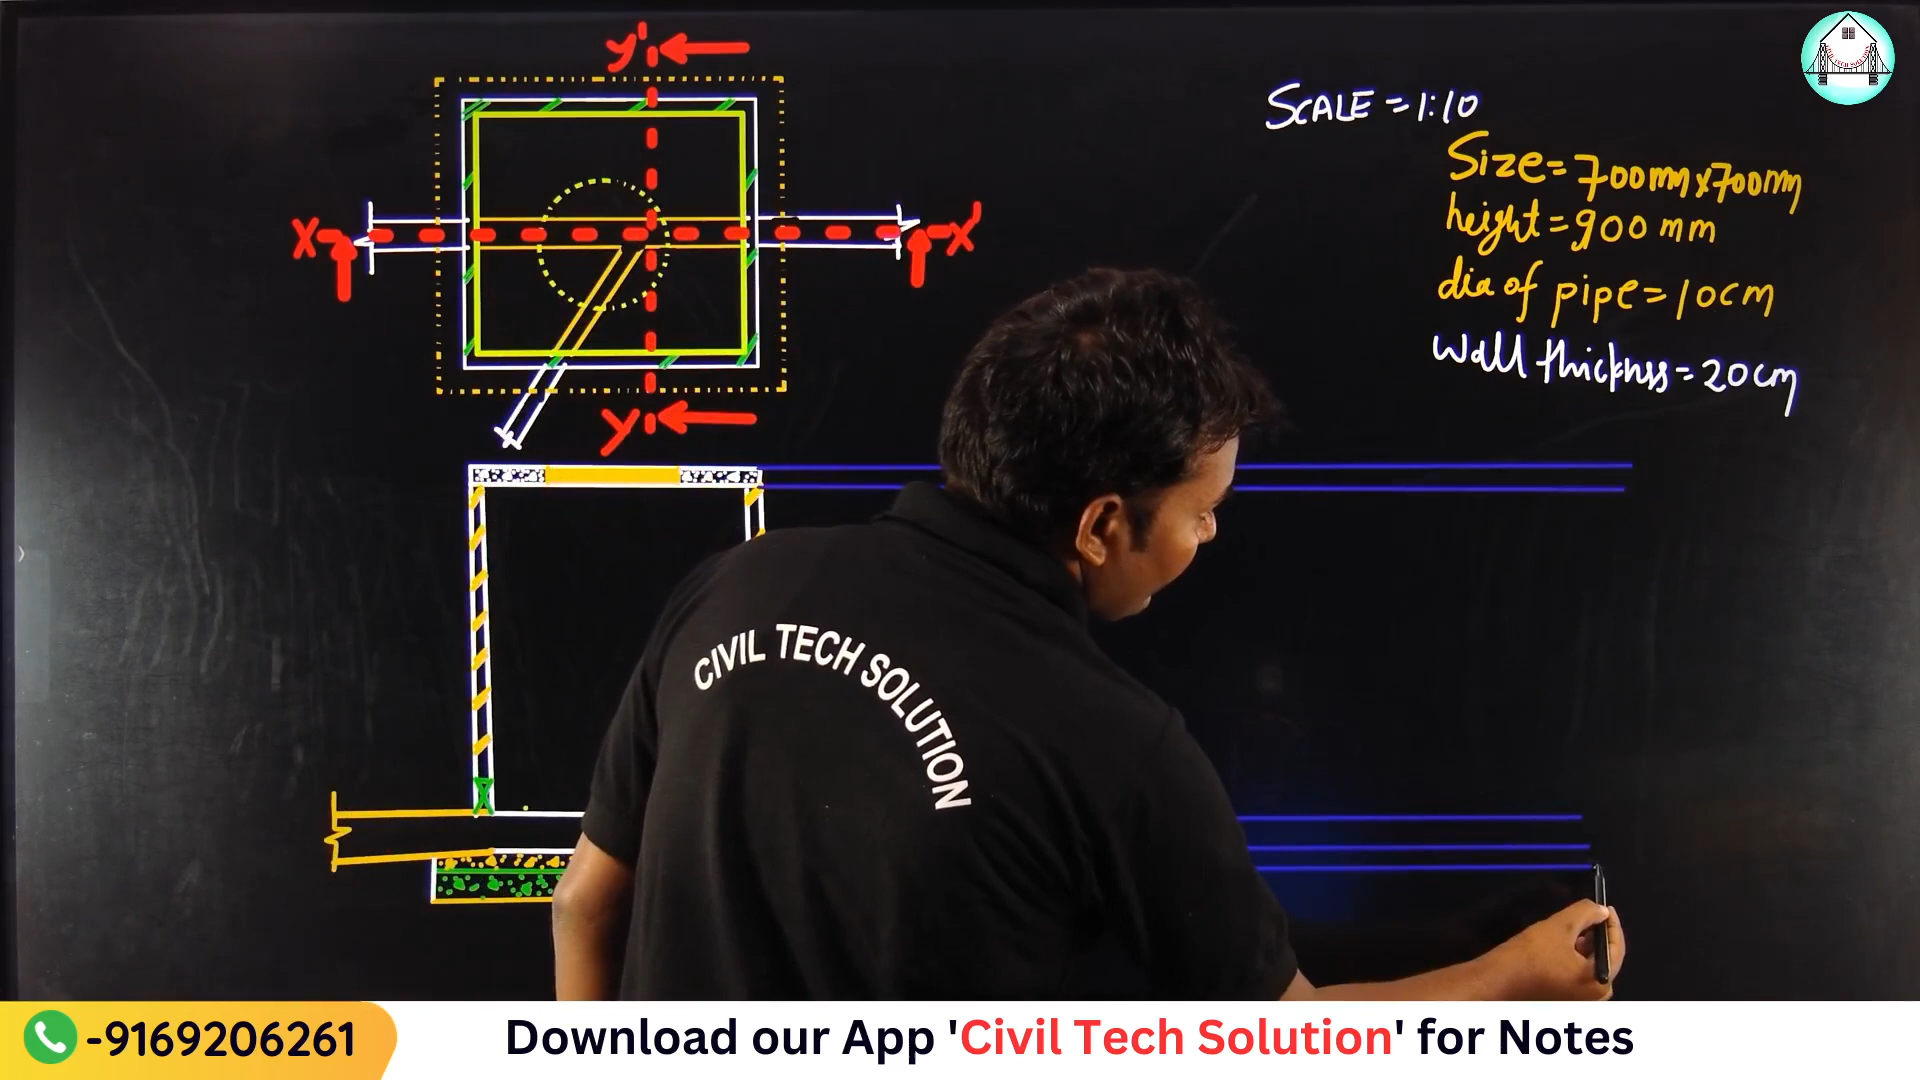 y'
SCALE = 1:10
Size = 700mm x 700mm
height = 900 mm
X
X'
dia of pipe = 10cm
wall thicknss = 20cm
y
CIVIL TECH SOLUTION
-9169206261
Download our App 'Civil Tech Solution' for Notes